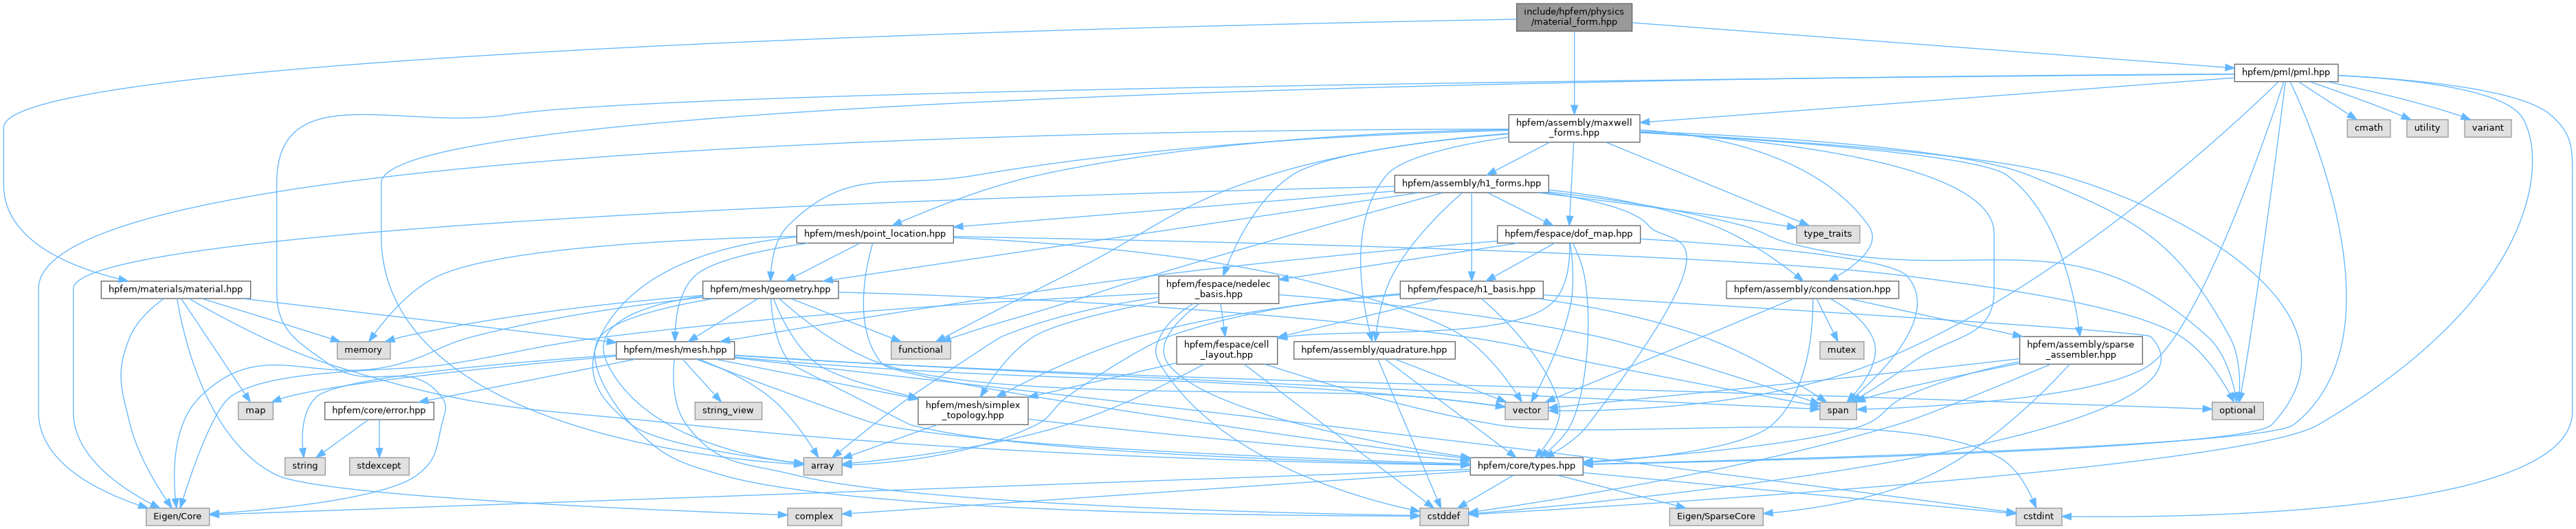 include/hpfem/physics
/material_form.hpp
hpfem/pml/pml.hpp
hpfem/assembly/maxwell
_forms.hpp
cmath
utility
variant
hpfem/assembly/h1_forms.hpp
hpfem/mesh/point_location.hpp
hpfem/fespace/dof_map.hpp
type_traits
hpfem/materials/material.hpp
hpfem/mesh/geometry.hpp
hpfem/fespace/nedelec
_basis.hpp
hpfem/fespace/h1_basis.hpp
hpfem/assembly/condensation.hpp
memory
hpfem/mesh/mesh.hpp
functional
hpfem/fespace/cell
_layout.hpp
hpfem/assembly/quadrature.hpp
mutex
hpfem/assembly/sparse
_assembler.hpp
map
hpfem/core/error.hpp
string_view
hpfem/mesh/simplex
_topology.hpp
vector
span
optional
string
stdexcept
array
hpfem/core/types.hpp
Eigen/Core
complex
cstddef
Eigen/SparseCore
cstdint